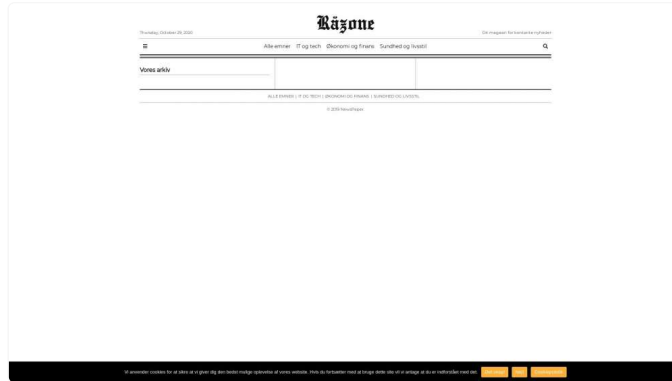 Räzone
Thursday, October 29, 2020
Dit magasin for interaktive nyheder
Alle emner IT og tech Økonomi og finans Sundhed og livsstil
Vores arkiv
ALLE EMNER | IT OG TECH | ØKONOMI OG FINANS | SUNDHED OG LIVSSTIL
© 2019 NewsPaper
Vi anvender cookies for at sikre at vi giver dig den bedst mulige oplevelse af vores website. Hvis du fortsætter med at bruge dette site vil vi antage at du er indforstået med det.